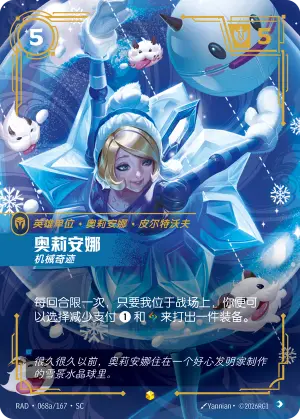 5
5
英雄单位·奥莉安娜·皮尔特沃夫
奥莉安娜
机械奇迹
每回合限一次，只要我位于战场上，你便可
以选择减少支付1和来打出一件装备。
很久很久以前，奥莉安娜住在一个好心发明家制作
的雪景水晶球里。
RAD·068a/167·SC
Yannian
©2026RG